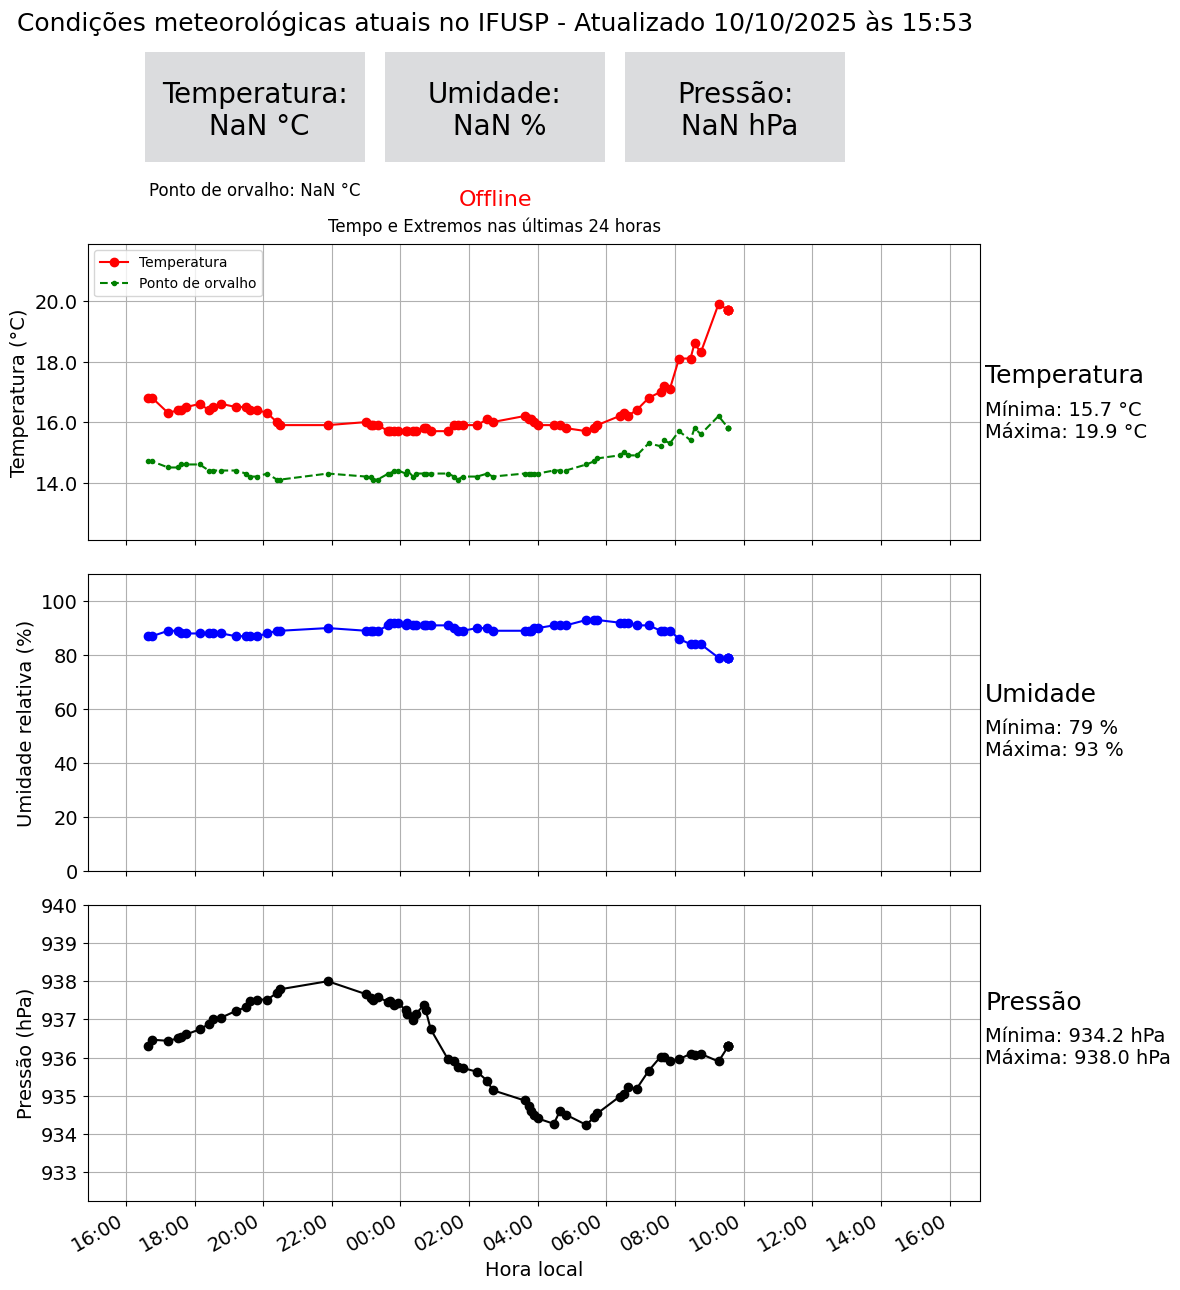 Condições meteorológicas atuais no IFUSP - Atualizado 10/10/2025 às 15:53
Temperatura:
NaN °C
Umidade:
NaN %
Pressão:
NaN hPa
Ponto de orvalho: NaN °C
Offline
Tempo e Extremos nas últimas 24 horas
Temperatura
Ponto de orvalho
Temperatura (°C)
20.0
18.0
16.0
14.0
Temperatura
Mínima: 15.7 °C
Máxima: 19.9 °C
Umidade relativa (%)
100
80
60
40
20
0
Umidade
Mínima: 79 %
Máxima: 93 %
Pressão (hPa)
940
939
938
937
936
935
934
933
Pressão
Mínima: 934.2 hPa
Máxima: 938.0 hPa
16:00 18:00 20:00 22:00 00:00 02:00 04:00 06:00 08:00 10:00 12:00 14:00 16:00
Hora local